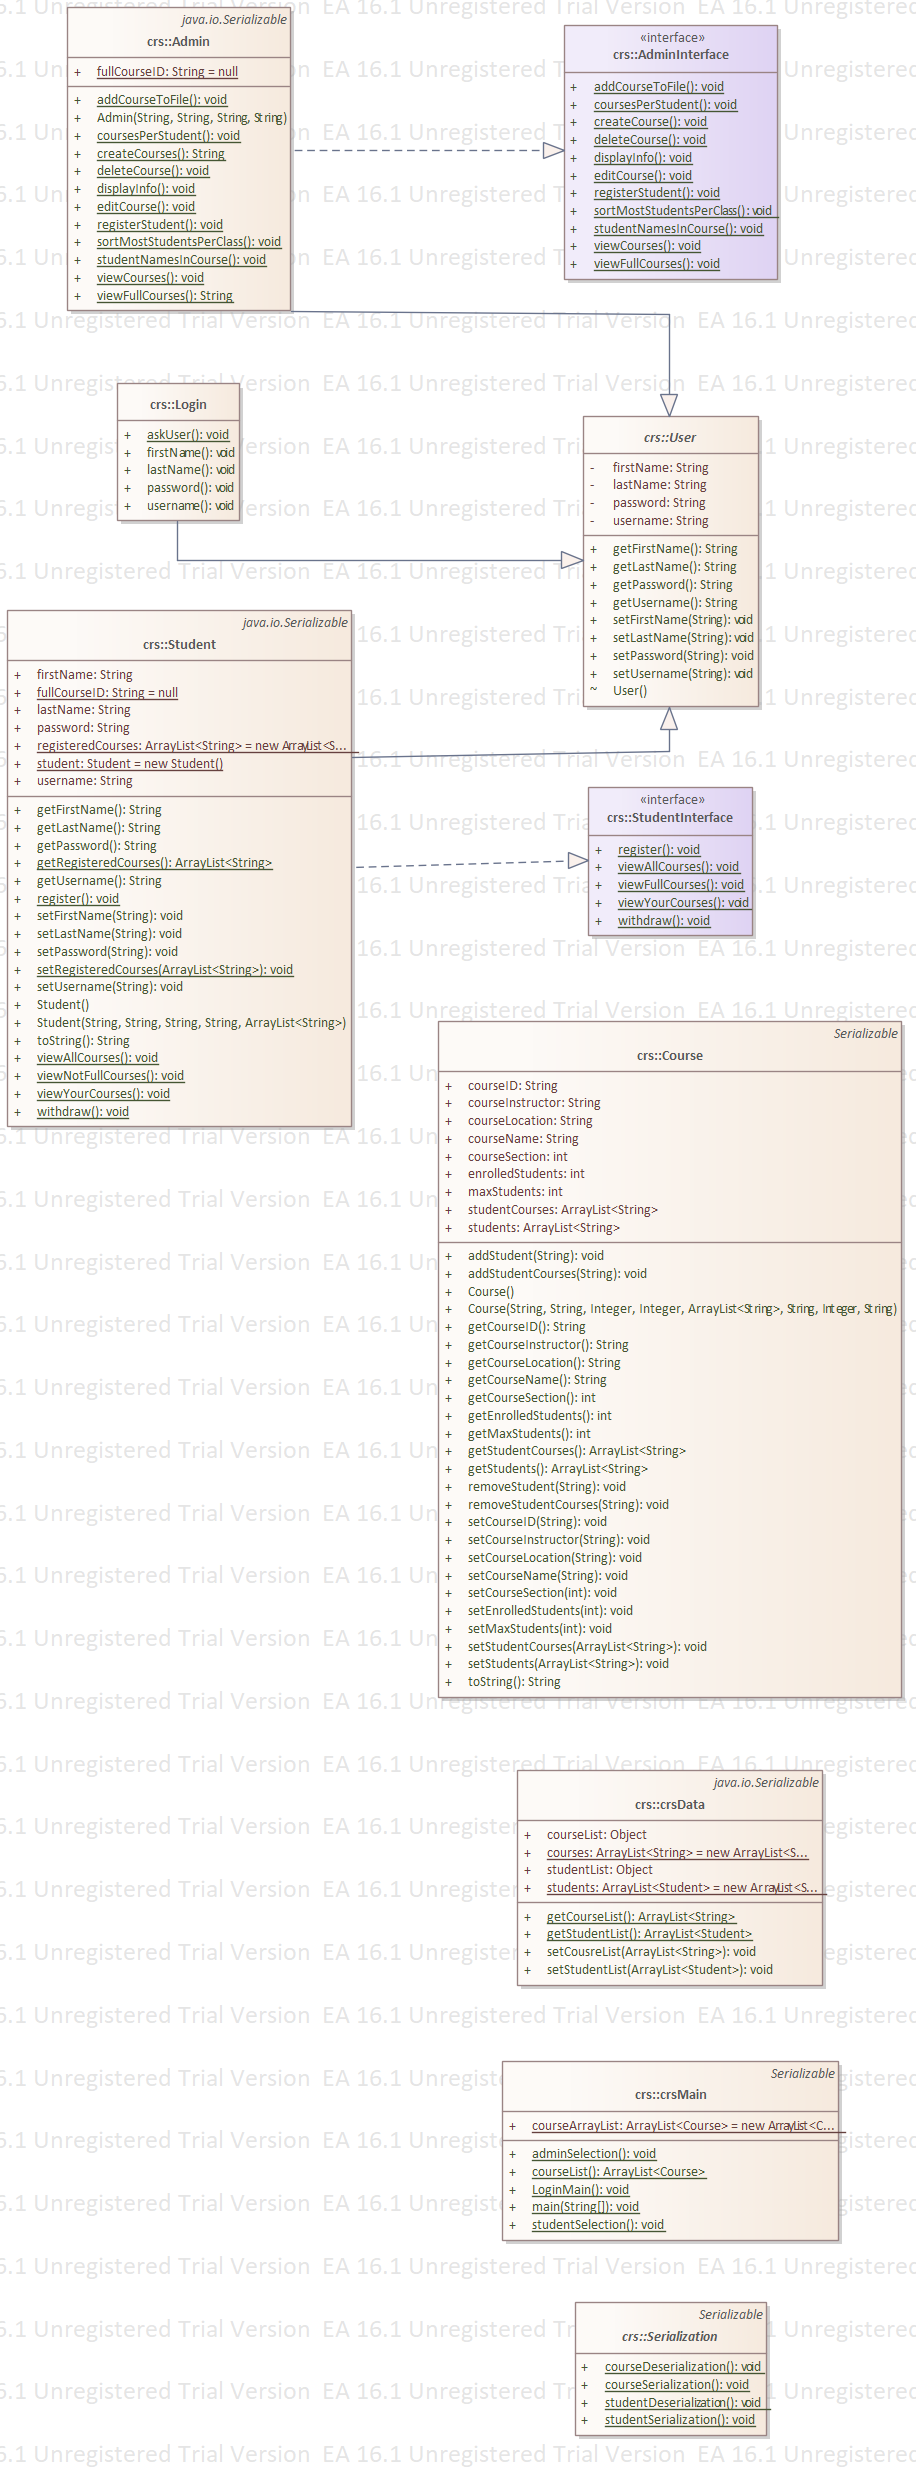 java.io.Serializable
crs::Admin
+ fullCourseID: String = null
+ addCourseToFile(): void
+ Admin(String, String, String, String)
+ coursesPerStudent(): void
+ createCourses(): String
+ deleteCourse(): void
+ displayInfo(): void
+ editCourse(): void
+ registerStudent(): void
+ sortMostStudentsPerClass(): void
+ studentNamesInCourse(): void
+ viewCourses(): void
+ viewFullCourses(): String
«interface»
crs::AdminInterface
+ addCourseToFile(): void
+ coursesPerStudent(): void
+ createCourse(): void
+ deleteCourse(): void
+ displayInfo(): void
+ editCourse(): void
+ registerStudent(): void
+ sortMostStudentsPerClass(): void
+ studentNamesInCourse(): void
+ viewCourses(): void
+ viewFullCourses(): void
crs::Login
+ askUser(): void
+ firstName(): void
+ lastName(): void
+ password(): void
+ username(): void
crs::User
- firstName: String
- lastName: String
- password: String
- username: String
+ getFirstName(): String
+ getLastName(): String
+ getPassword(): String
+ getUsername(): String
+ setFirstName(String): void
+ setLastName(String): void
+ setPassword(String): void
+ setUsername(String): void
~ User()
java.io.Serializable
crs::Student
+ firstName: String
+ fullCourseID: String = null
+ lastName: String
+ password: String
+ registeredCourses: ArrayList<String> = new ArrayList<S...
+ student: Student = new Student()
+ username: String
+ getFirstName(): String
+ getLastName(): String
+ getPassword(): String
+ getRegisteredCourses(): ArrayList<String>
+ getUsername(): String
+ register(): void
+ setFirstName(String): void
+ setLastName(String): void
+ setPassword(String): void
+ setRegisteredCourses(ArrayList<String>): void
+ setUsername(String): void
+ Student()
+ Student(String, String, String, String, ArrayList<String>)
+ toString(): String
+ viewAllCourses(): void
+ viewNotFullCourses(): void
+ viewYourCourses(): void
+ withdraw(): void
«interface»
crs::StudentInterface
+ register(): void
+ viewAllCourses(): void
+ viewFullCourses(): void
+ viewYourCourses(): void
+ withdraw(): void
Serializable
crs::Course
+ courseID: String
+ courseInstructor: String
+ courseLocation: String
+ courseName: String
+ courseSection: int
+ enrolledStudents: int
+ maxStudents: int
+ studentCourses: ArrayList<String>
+ students: ArrayList<String>
+ addStudent(String): void
+ addStudentCourses(String): void
+ Course()
+ Course(String, String, Integer, Integer, ArrayList<String>, String, Integer, String)
+ getCourseID(): String
+ getCourseInstructor(): String
+ getCourseLocation(): String
+ getCourseName(): String
+ getCourseSection(): int
+ getEnrolledStudents(): int
+ getMaxStudents(): int
+ getStudentCourses(): ArrayList<String>
+ getStudents(): ArrayList<String>
+ removeStudent(String): void
+ removeStudentCourses(String): void
+ setCourseID(String): void
+ setCourseInstructor(String): void
+ setCourseLocation(String): void
+ setCourseName(String): void
+ setCourseSection(int): void
+ setEnrolledStudents(int): void
+ setMaxStudents(int): void
+ setStudentCourses(ArrayList<String>): void
+ setStudents(ArrayList<String>): void
+ toString(): String
java.io.Serializable
crs::crsData
+ courseList: Object
+ courses: ArrayList<String> = new ArrayList<S...
+ studentList: Object
+ students: ArrayList<Student> = new ArrayList<S...
+ getCourseList(): ArrayList<String>
+ getStudentList(): ArrayList<Student>
+ setCousreList(ArrayList<String>): void
+ setStudentList(ArrayList<Student>): void
Serializable
crs::crsMain
+ courseArrayList: ArrayList<Course> = new ArrayList<C...
+ adminSelection(): void
+ courseList(): ArrayList<Course>
+ LoginMain(): void
+ main(String[]): void
+ studentSelection(): void
Serializable
crs::Serialization
+ courseDeserialization(): void
+ courseSerialization(): void
+ studentDeserialization(): void
+ studentSerialization(): void